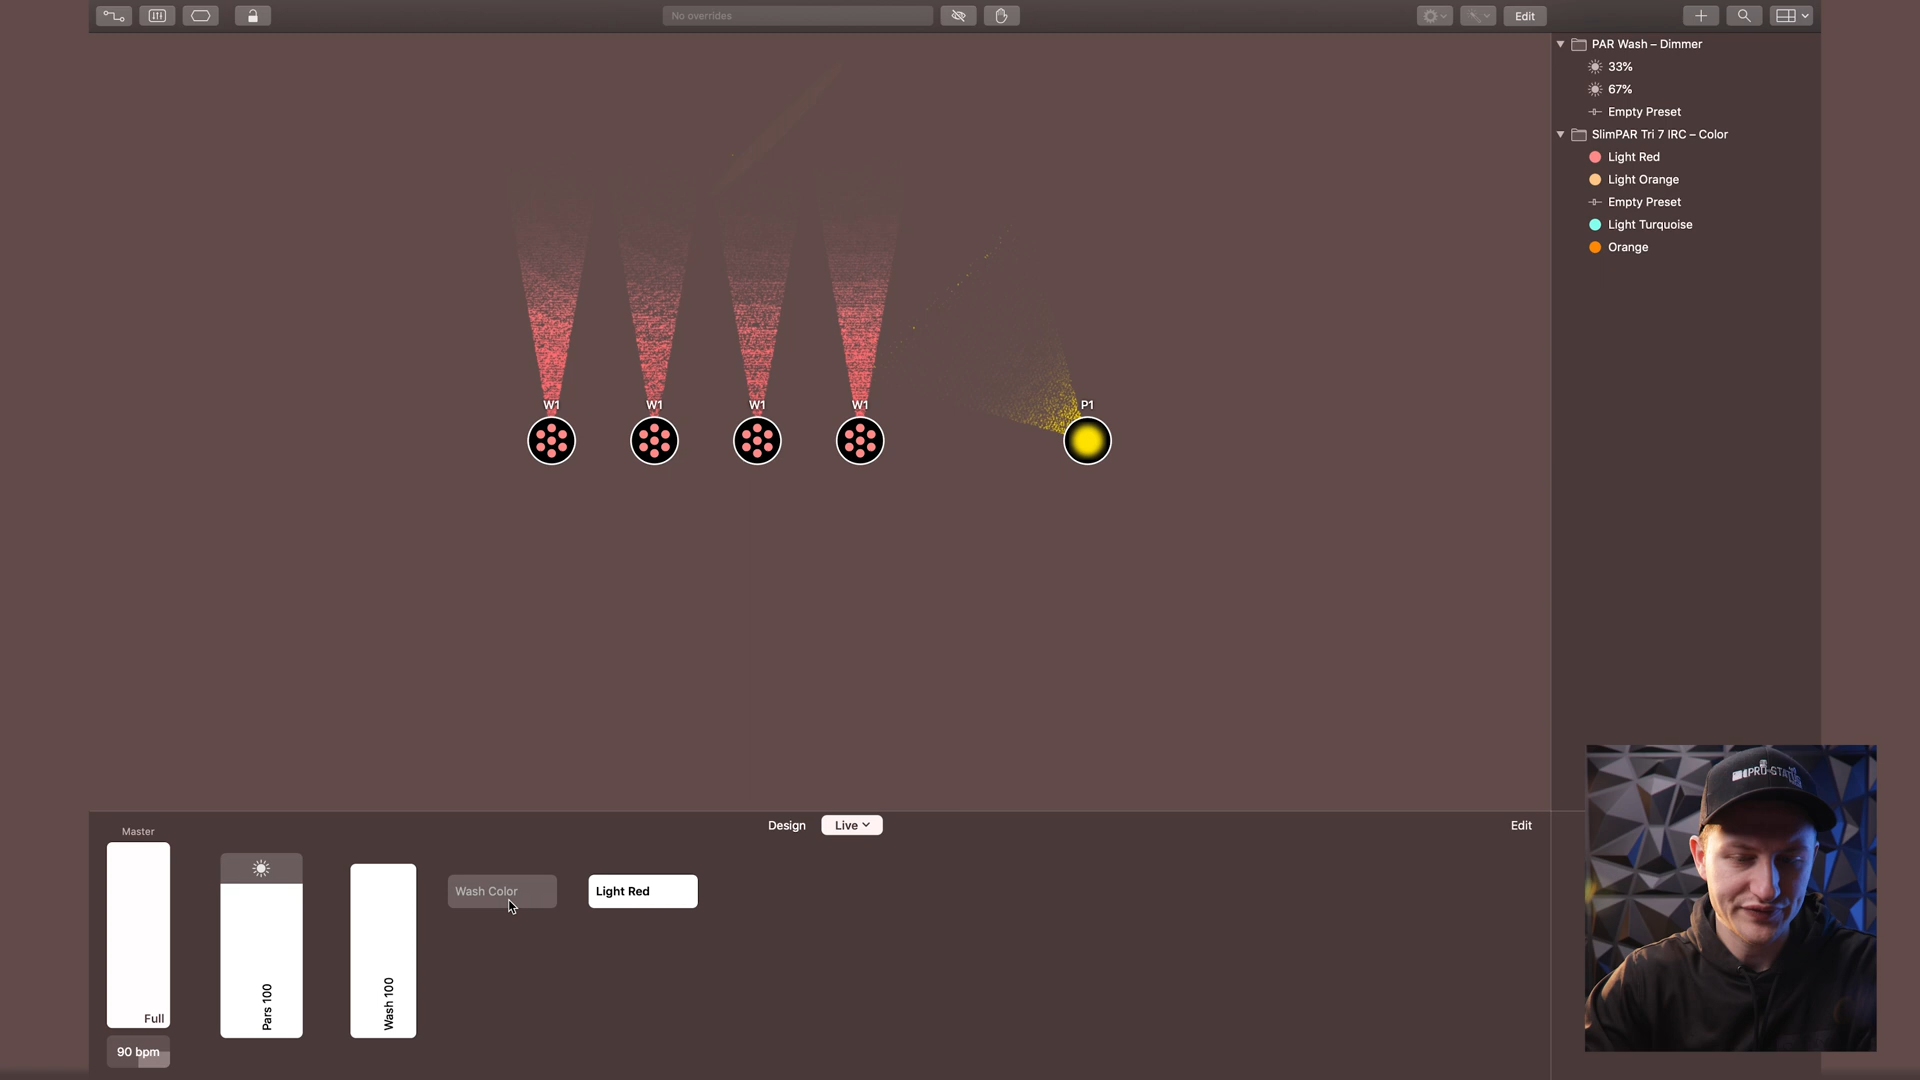 No overrides
Edit
PAR Wash – Dimmer
33%
67%
Empty Preset
SlimPAR Tri 7 IRC – Color
Light Red
Light Orange
Empty Preset
Light Turquoise
Orange
W1
W1
W1
W1
P1
Design
Live
Edit
Master
Full
90 bpm
Pars 100
Wash 100
Wash Color
Light Red